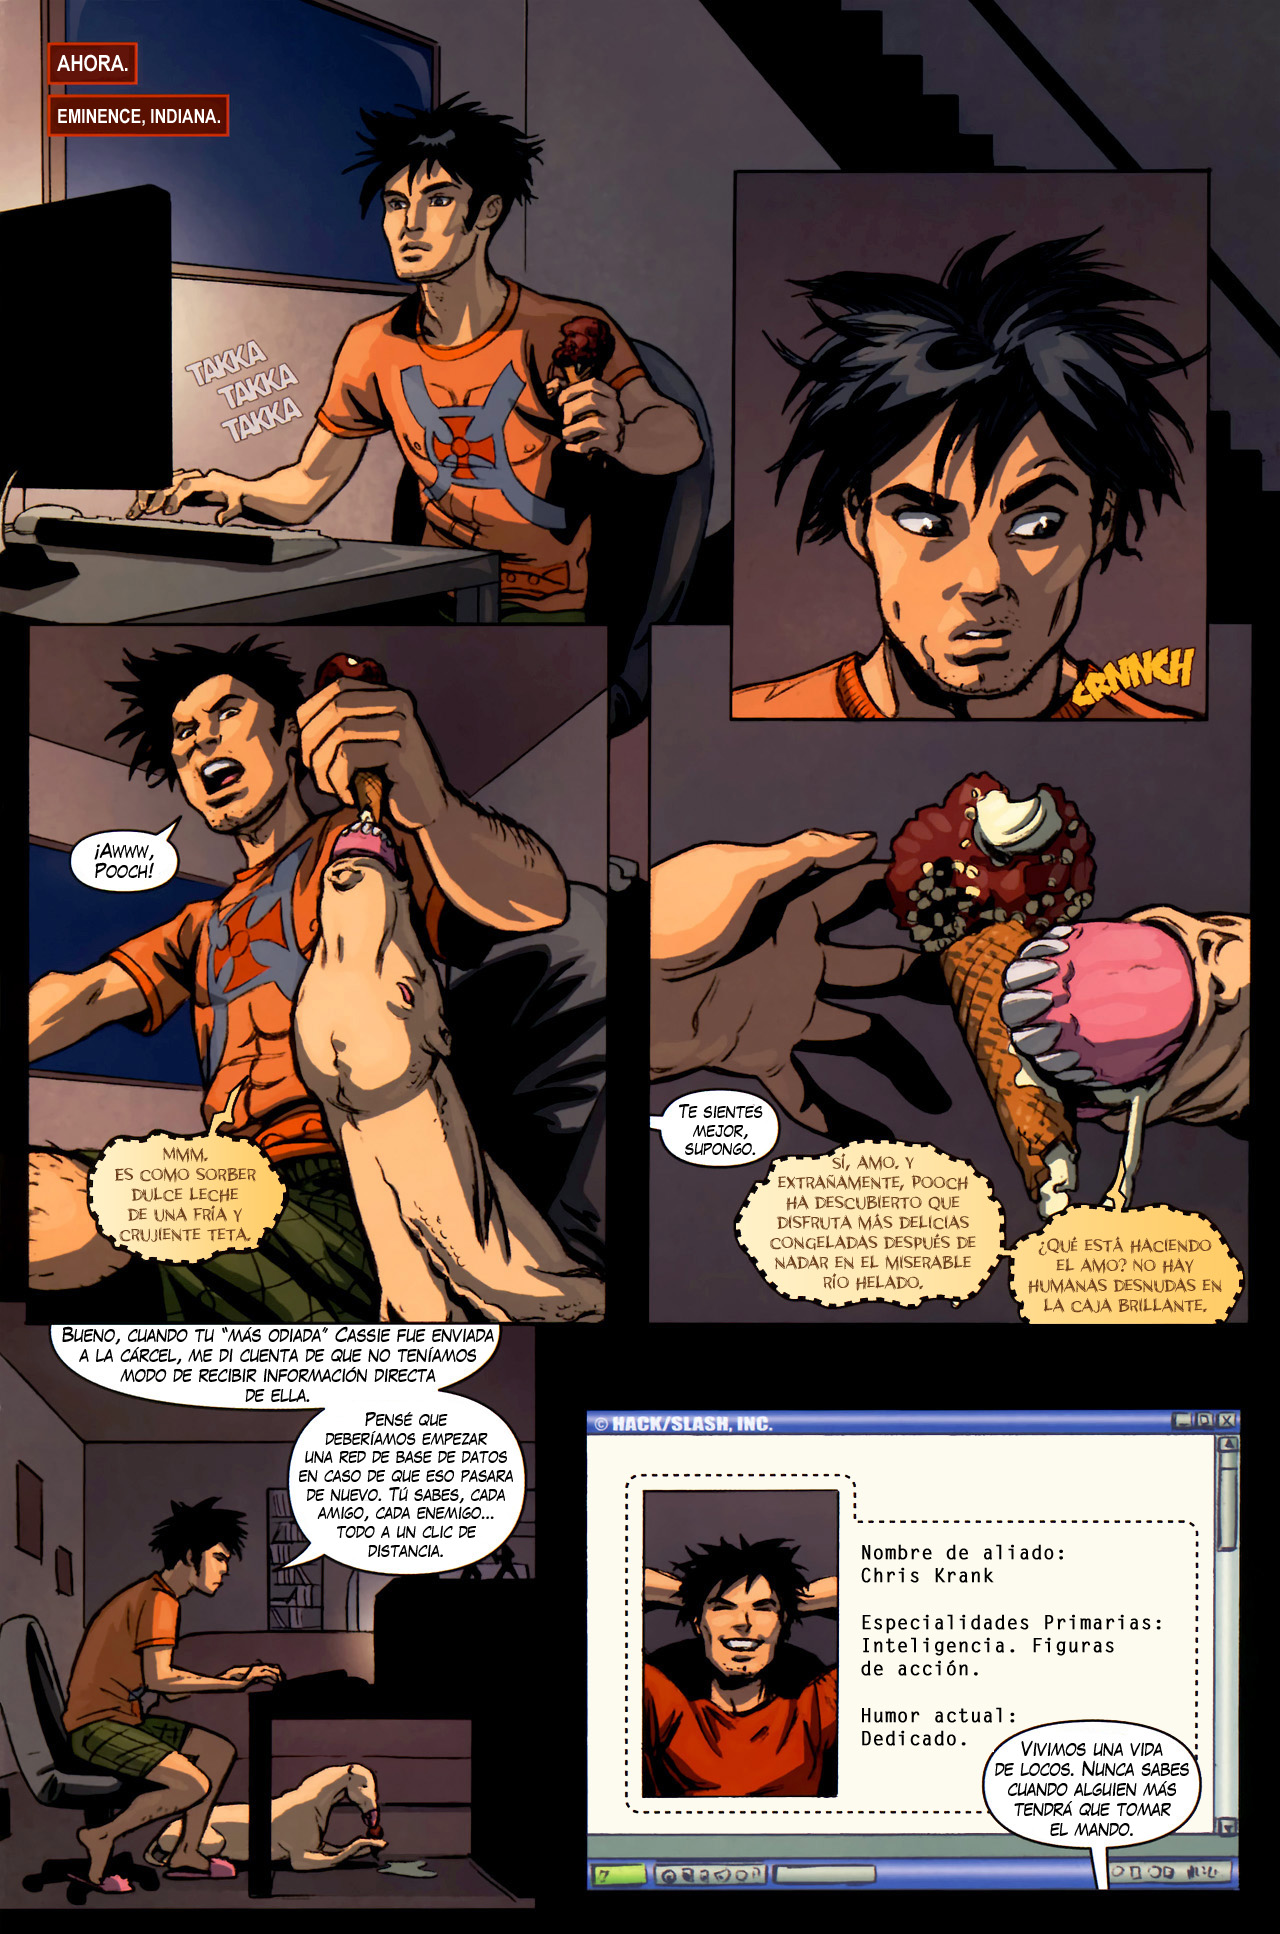 AHORA.
EMINENCE, INDIANA.
TAKKA
TAKKA
TAKKA
CRNNCH
¡AWWW,
POOCH!
MMM.
ES COMO SORBER
DULCE LECHE
DE UNA FRÍA Y
CRUJIENTE TETA.
TE SIENTES
MEJOR,
SUPONGO.
SÍ, AMO. Y
EXTRAÑAMENTE, POOCH
HA DESCUBIERTO QUE
DISFRUTA MÁS DELICIAS
CONGELADAS DESPUÉS DE
NADAR EN EL MISERABLE
RÍO HELADO.
¿QUÉ ESTÁ HACIENDO
EL AMO? NO HAY
HUMANAS DESNUDAS EN
LA CAJA BRILLANTE.
BUENO, CUANDO TU “MÁS ODIADA” CASSIE FUE ENVIADA
A LA CÁRCEL, ME DI CUENTA DE QUE NO TENÍAMOS
MODO DE RECIBIR INFORMACIÓN DIRECTA
DE ELLA.
PENSÉ QUE
DEBERÍAMOS EMPEZAR
UNA RED DE BASE DE DATOS
EN CASO DE QUE ESO PASARA
DE NUEVO. TÚ SABES, CADA
AMIGO, CADA ENEMIGO...
TODO A UN CLIC DE
DISTANCIA.
© HACK/SLASH, INC.
Nombre de aliado:
Chris Krank
Especialidades Primarias:
Inteligencia. Figuras
de acción.
Humor actual:
Dedicado.
VIVIMOS UNA VIDA
DE LOCOS. NUNCA SABES
CUANDO ALGUIEN MÁS
TENDRÁ QUE TOMAR
EL MANDO.